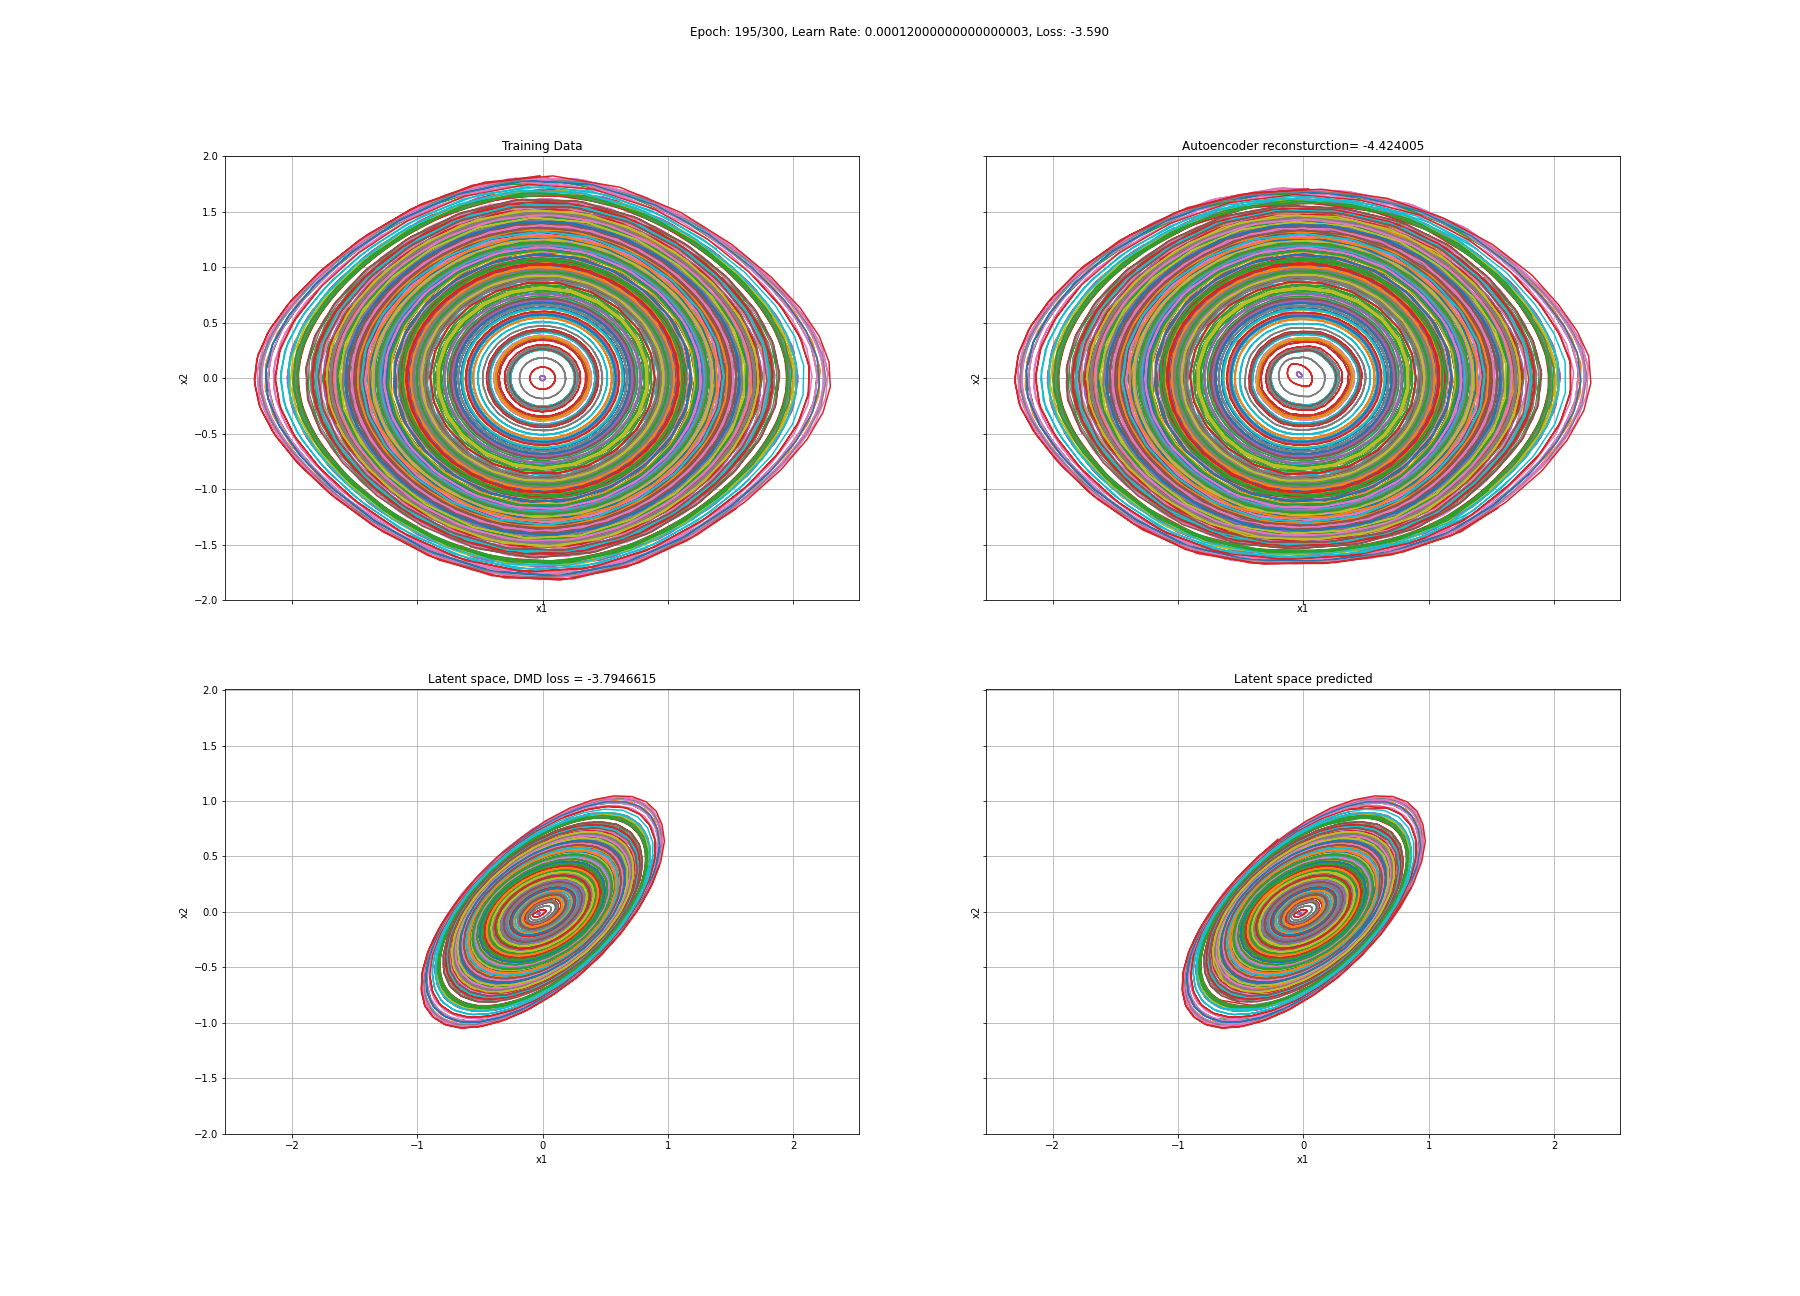 Epoch: 195/300, Learn Rate: 0.00012000000000000003, Loss: -3.590
Training Data
2.0
1.5
1.0
0.5
0.0
−0.5
−1.0
−1.5
−2.0
x2
x1
Autoencoder reconsturction= -4.424005
x2
x1
Latent space, DMD loss = -3.7946615
2.0
1.5
1.0
0.5
0.0
−0.5
−1.0
−1.5
−2.0
x2
−2 −1 0 1 2
x1
Latent space predicted
x2
−2 −1 0 1 2
x1